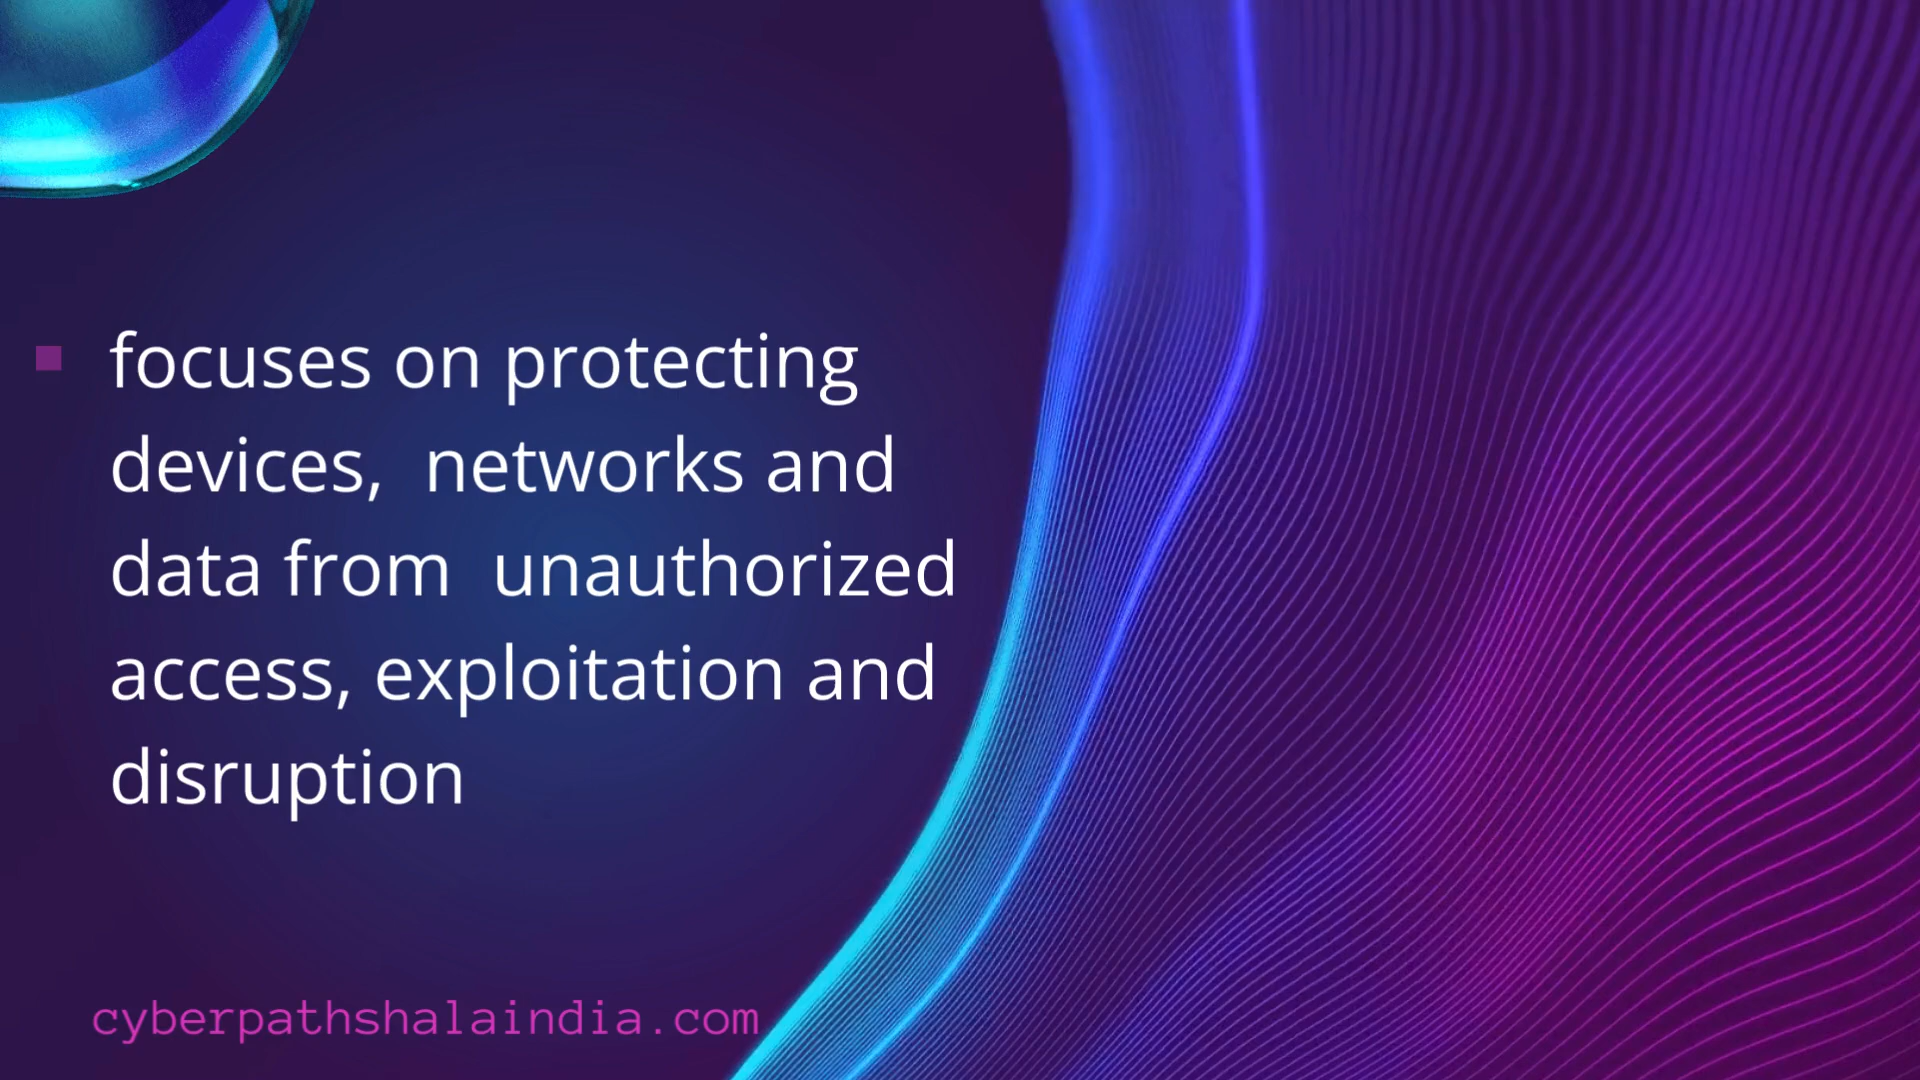 focuses on protecting
devices,  networks and
data from  unauthorized
access, exploitation and
disruption
cyberpathshalaindia.com